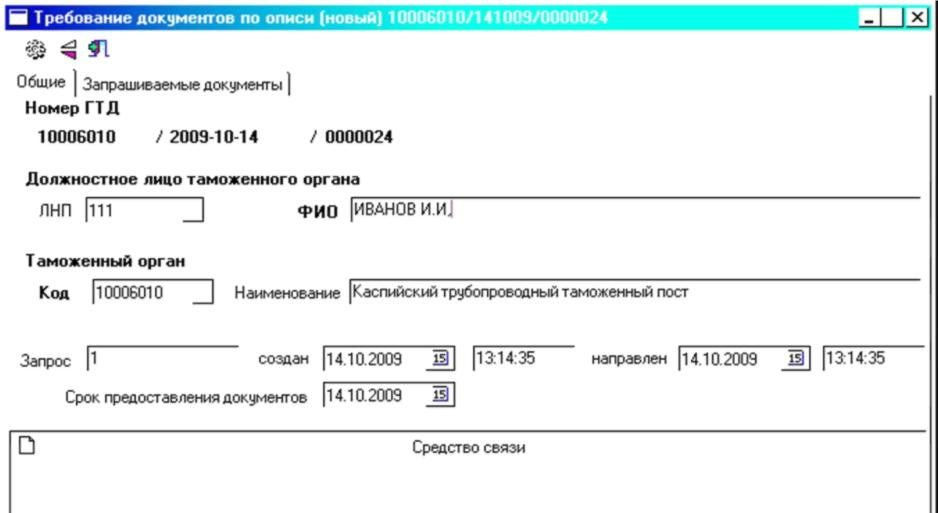 Требование документов по описи (новый) 10006010/141009/0000024
Общие Запрашиваемые документы
Номер ГТД
10006010 / 2009-10-14 / 0000024
Должностное лицо таможенного органа
ЛНП 111 ФИО ИВАНОВ И.И.
Таможенный орган
Код 10006010 Наименование Каспийский трубопроводный таможенный пост
Запрос 1 создан 14.10.2009 15 13:14:35 направлен 14.10.2009 15 13:14:35
Срок предоставления документов 14.10.2009 15
Средство связи